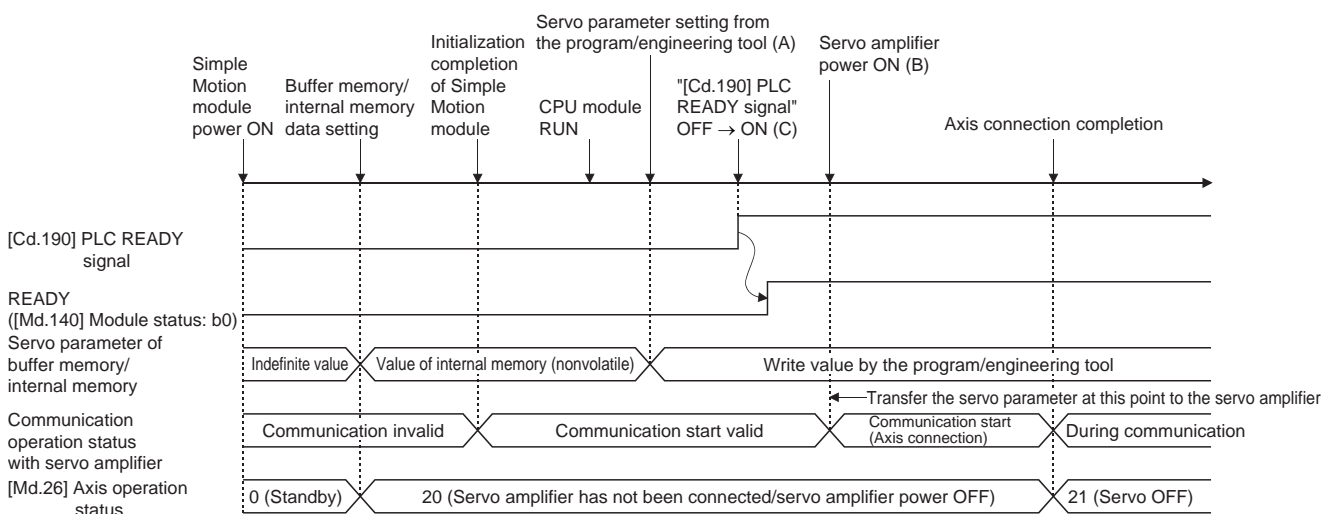 Servo parameter setting from
the program/engineering tool (A)
Initialization
completion
of Simple
Motion
module
Servo amplifier
power ON (B)
Simple
Motion
module
power ON
Buffer memory/
internal memory
data setting
"[Cd.190] PLC
READY signal"
OFF → ON (C)
CPU module
RUN
Axis connection completion
[Cd.190] PLC READY
signal
READY
([Md.140] Module status: b0)
Servo parameter of
buffer memory/
internal memory
Indefinite value
Value of internal memory (nonvolatile)
Write value by the program/engineering tool
Transfer the servo parameter at this point to the servo amplifier
Communication
operation status
with servo amplifier
Communication invalid
Communication start valid
Communication start
(Axis connection)
During communication
[Md.26] Axis operation
status
0 (Standby)
20 (Servo amplifier has not been connected/servo amplifier power OFF)
21 (Servo OFF)